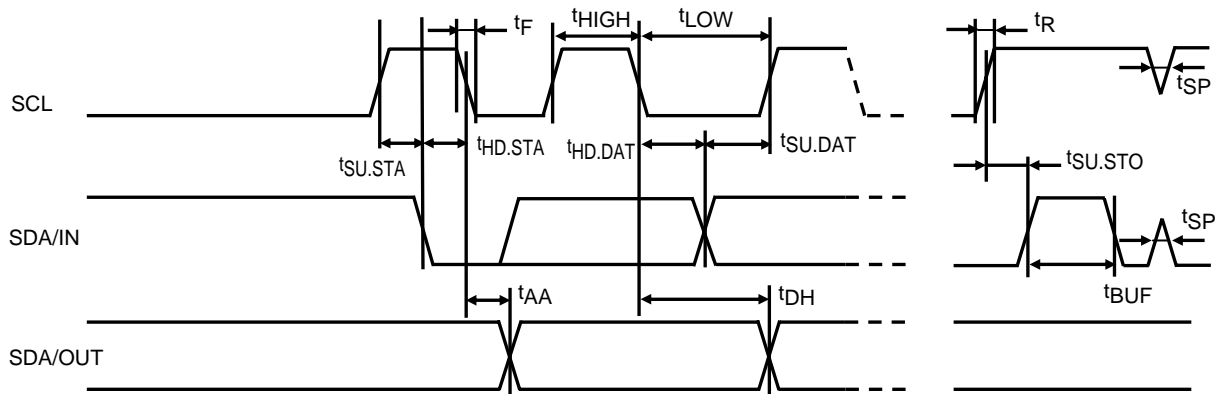 tF tHIGH tLOW tR
SCL tSP
tSU.STA tHD.STA tHD.DAT tSU.DAT tSU.STO
SDA/IN tSP
tAA tDH tBUF
SDA/OUT